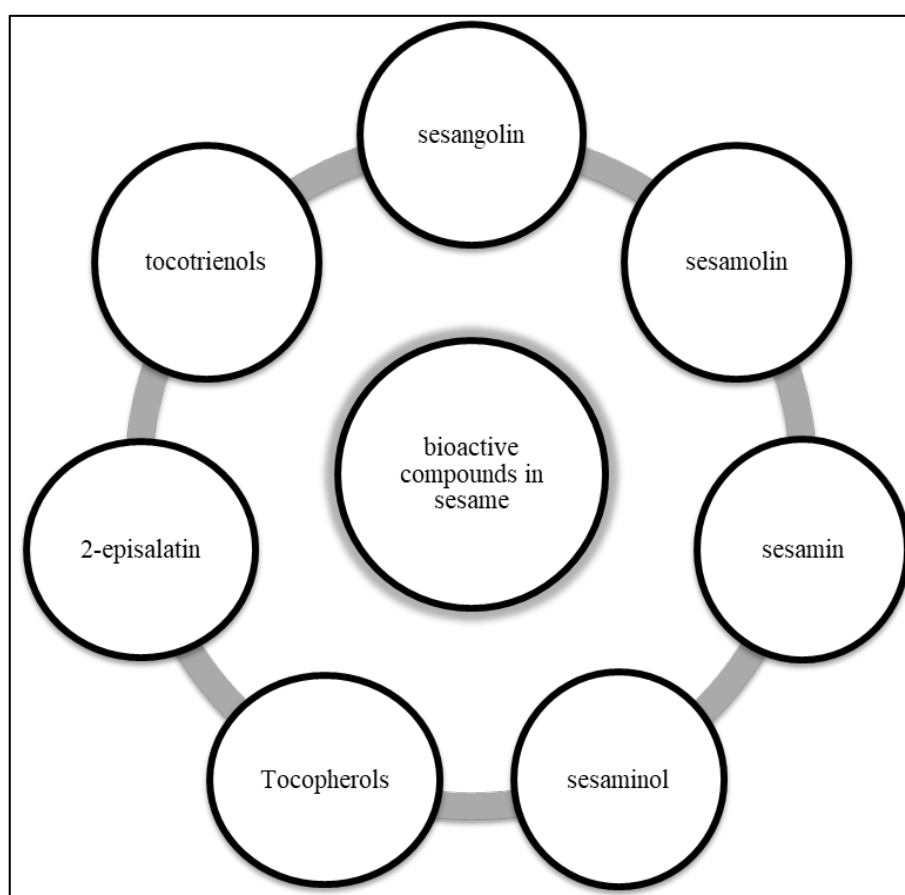 sesangolin
tocotrienols
sesamolin
bioactive
compounds in
sesame
2-episalatin
sesamin
Tocopherols
sesaminol